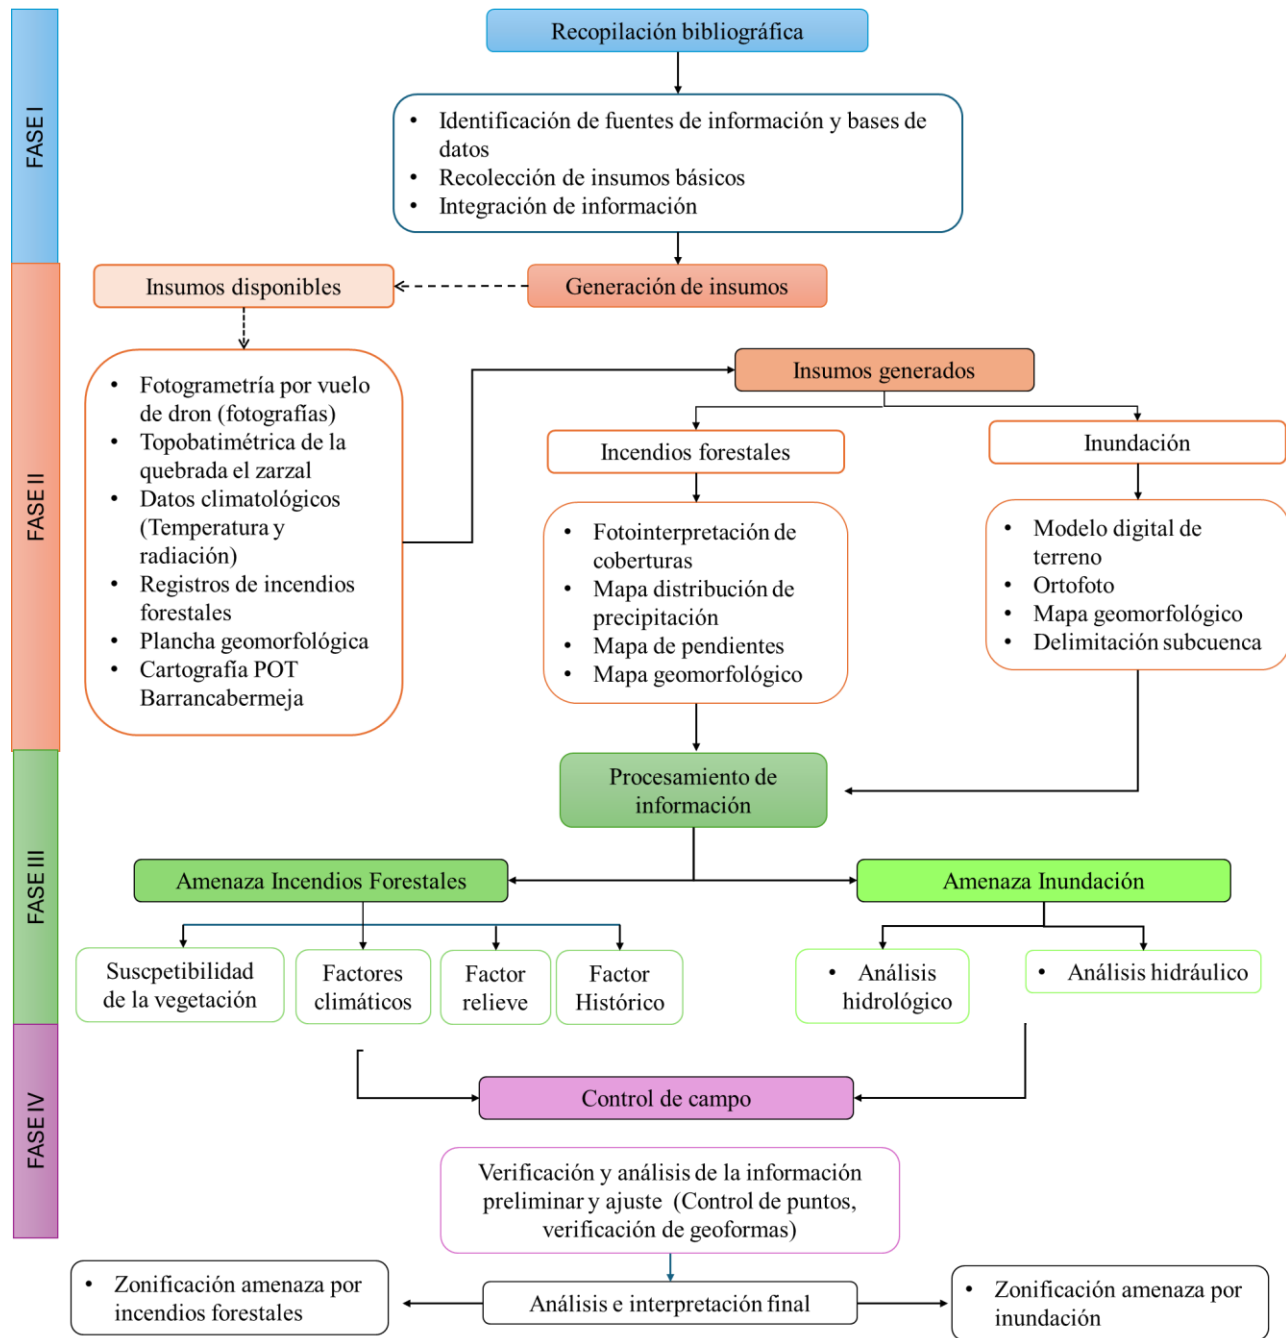 FASE I
Recopilación bibliográfica
• Identificación de fuentes de información y bases de
datos
• Recolección de insumos básicos
• Integración de información
FASE II
Insumos disponibles
Generación de insumos
• Fotogrametría por vuelo
de dron (fotografías)
• Topobatimétrica de la
quebrada el zarzal
• Datos climatológicos
(Temperatura y
radiación)
• Registros de incendios
forestales
• Plancha geomorfológica
• Cartografía POT
Barrancabermeja
Insumos generados
Incendios forestales
• Fotointerpretación de
coberturas
• Mapa distribución de
precipitación
• Mapa de pendientes
• Mapa geomorfológico
Inundación
• Modelo digital de
terreno
• Ortofoto
• Mapa geomorfológico
• Delimitación subcuenca
FASE III
Procesamiento de
información
Amenaza Incendios Forestales
Amenaza Inundación
Suscpetibilidad
de la vegetación
Factores
climáticos
Factor
relieve
Factor
Histórico
• Análisis
hidrológico
• Análisis hidráulico
FASE IV
Control de campo
Verificación y análisis de la información
preliminar y ajuste (Control de puntos,
verificación de geoformas)
• Zonificación amenaza por
incendios forestales
Análisis e interpretación final
• Zonificación amenaza por
inundación